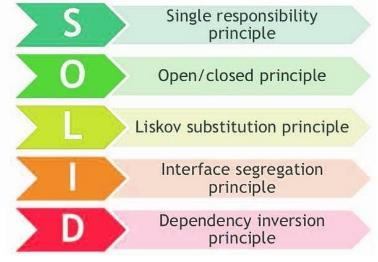 S
Single responsibility
principle
O
Open/closed principle
L
Liskov substitution principle
I
Interface segregation
principle
D
Dependency inversion
principle